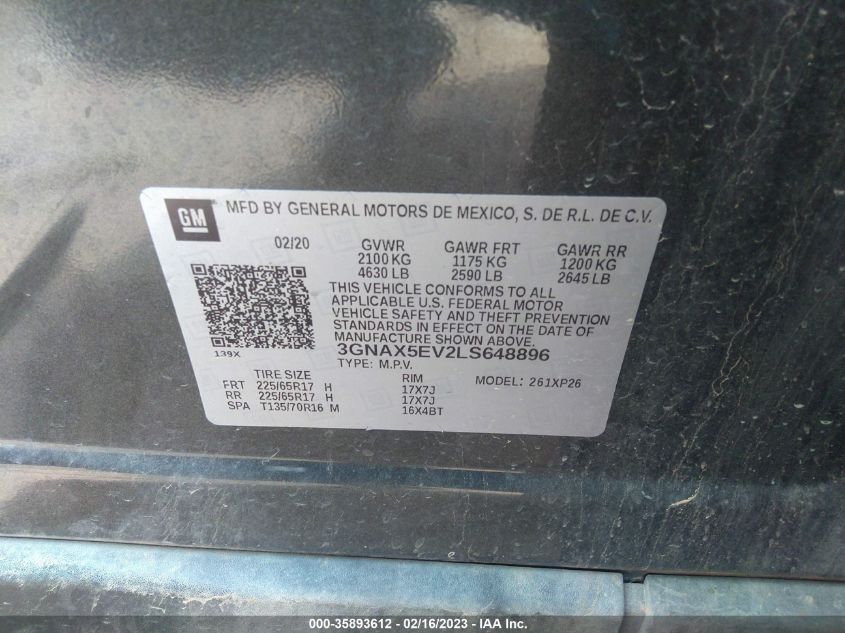 GM MFD BY GENERAL MOTORS DE MEXICO, S. DE R.L. DE C.V.
02/20 GVWR GAWR FRT GAWR RR
2100 KG 1175 KG 1200 KG
4630 LB 2590 LB 2645 LB
THIS VEHICLE CONFORMS TO ALL
APPLICABLE U.S. FEDERAL MOTOR
VEHICLE SAFETY AND THEFT PREVENTION
STANDARDS IN EFFECT ON THE DATE OF
MANUFACTURE SHOWN ABOVE.
139X 3GNAX5EV2LS648896
TYPE: M.P.V.
TIRE SIZE RIM MODEL: 261XP26
FRT 225/65R17 H 17X7J
RR 225/65R17 H 17X7J
SPA T135/70R16 M 16X4BT
000-35893612 - 02/16/2023 - IAA Inc.